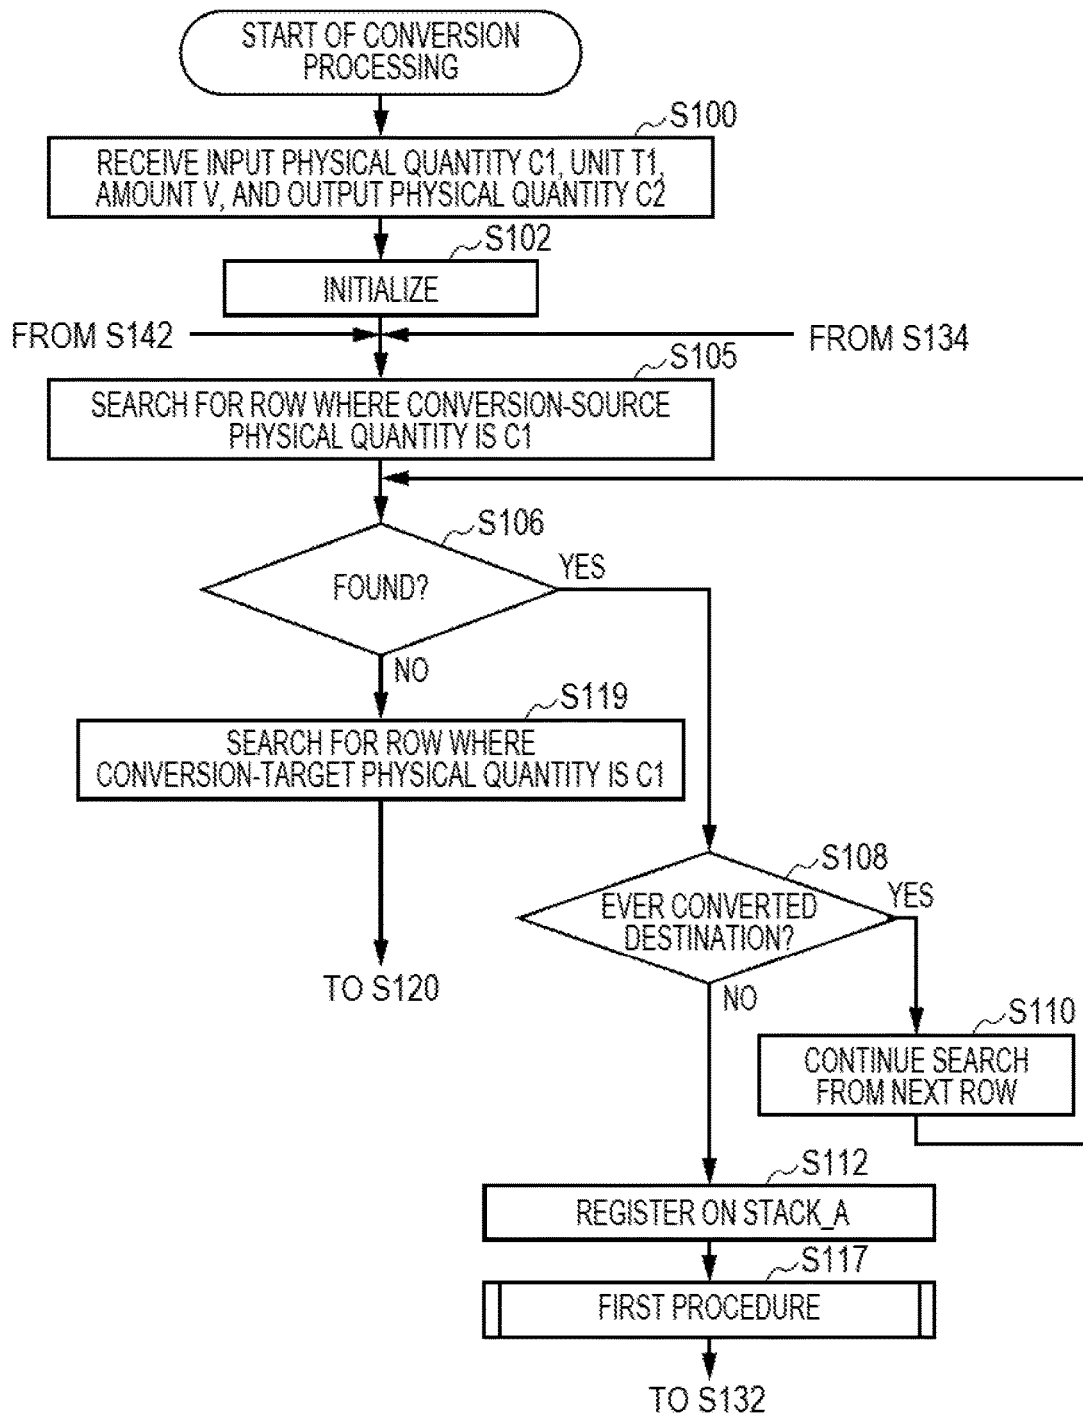 START OF CONVERSION
PROCESSING
S100
RECEIVE INPUT PHYSICAL QUANTITY C1, UNIT T1,
AMOUNT V, AND OUTPUT PHYSICAL QUANTITY C2
S102
INITIALIZE
FROM S142
FROM S134
S105
SEARCH FOR ROW WHERE CONVERSION-SOURCE
PHYSICAL QUANTITY IS C1
S106
FOUND?
YES
NO
S119
SEARCH FOR ROW WHERE
CONVERSION-TARGET PHYSICAL QUANTITY IS C1
TO S120
S108
EVER CONVERTED
DESTINATION?
YES
NO
S110
CONTINUE SEARCH
FROM NEXT ROW
S112
REGISTER ON STACK_A
S117
FIRST PROCEDURE
TO S132